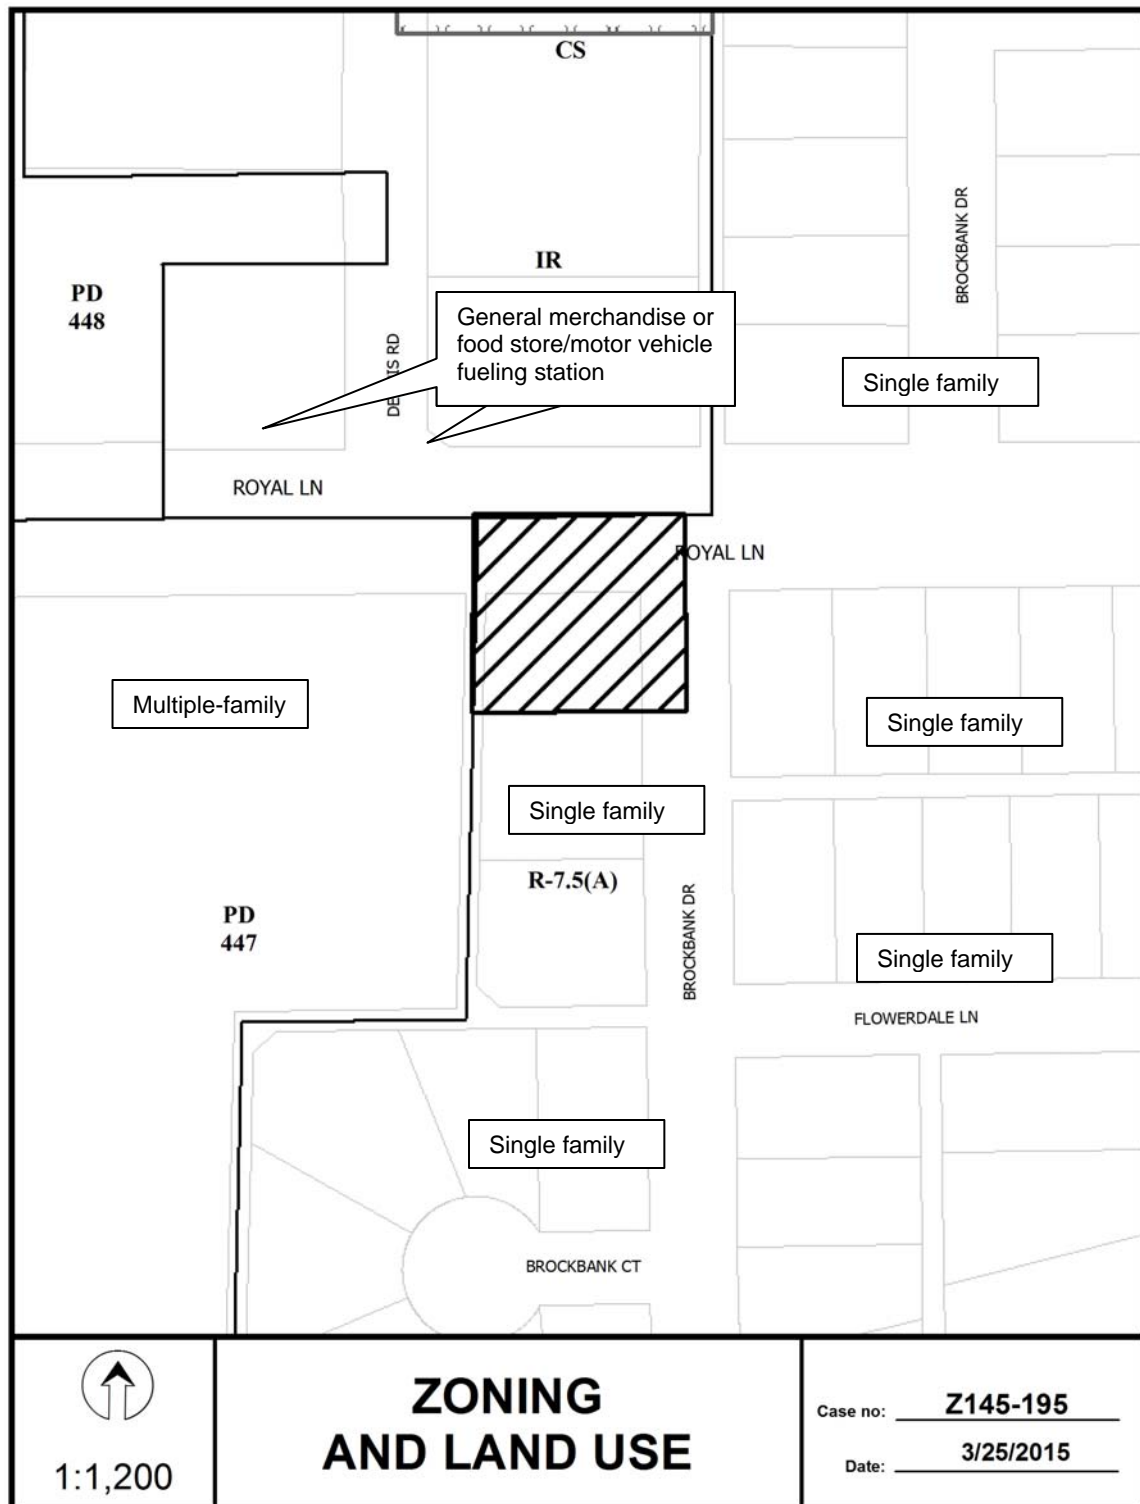 CS
IR
PD
448
BROCKBANK DR
General merchandise or
food store/motor vehicle
fueling station
Single family
ROYAL LN
ROYAL LN
Multiple-family
Single family
Single family
R-7.5(A)
PD
447
BROCKBANK DR
Single family
FLOWERDALE LN
Single family
BROCKBANK CT
1:1,200
ZONING
AND LAND USE
Case no: Z145-195
Date: 3/25/2015